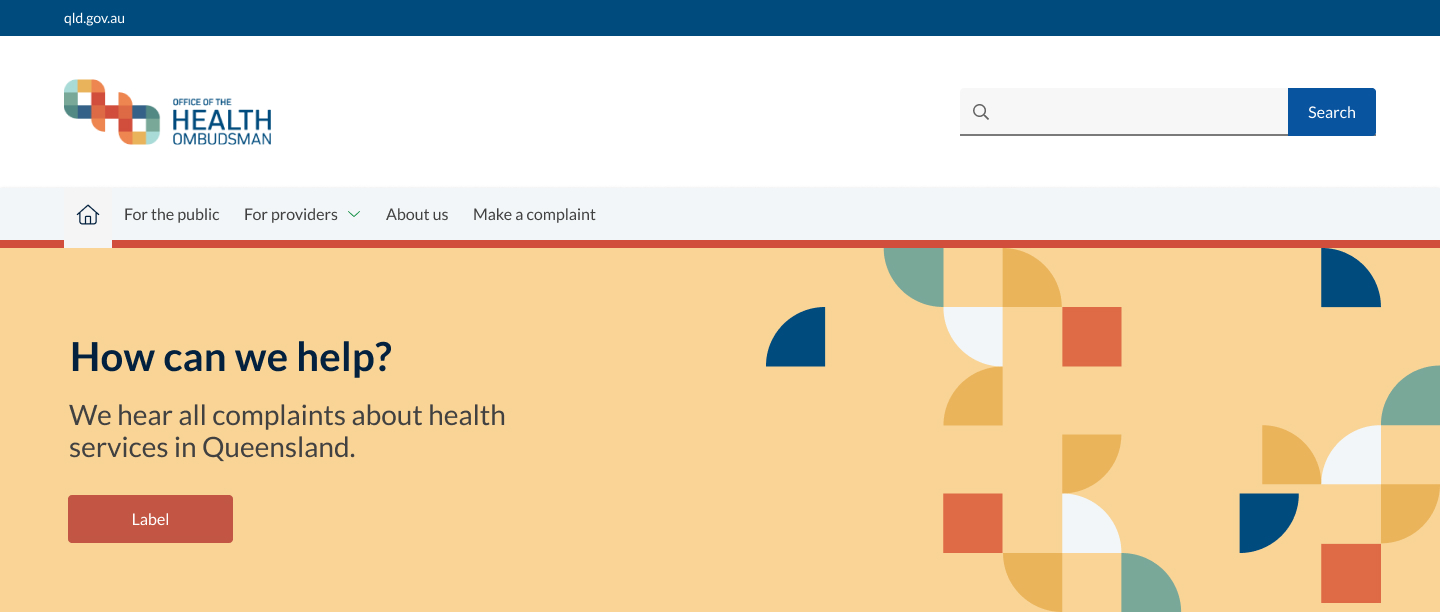 qld.gov.au
OFFICE OF THE
HEALTH
OMBUDSMAN
Search
For the public
For providers
About us
Make a complaint
How can we help?
We hear all complaints about health
services in Queensland.
Label